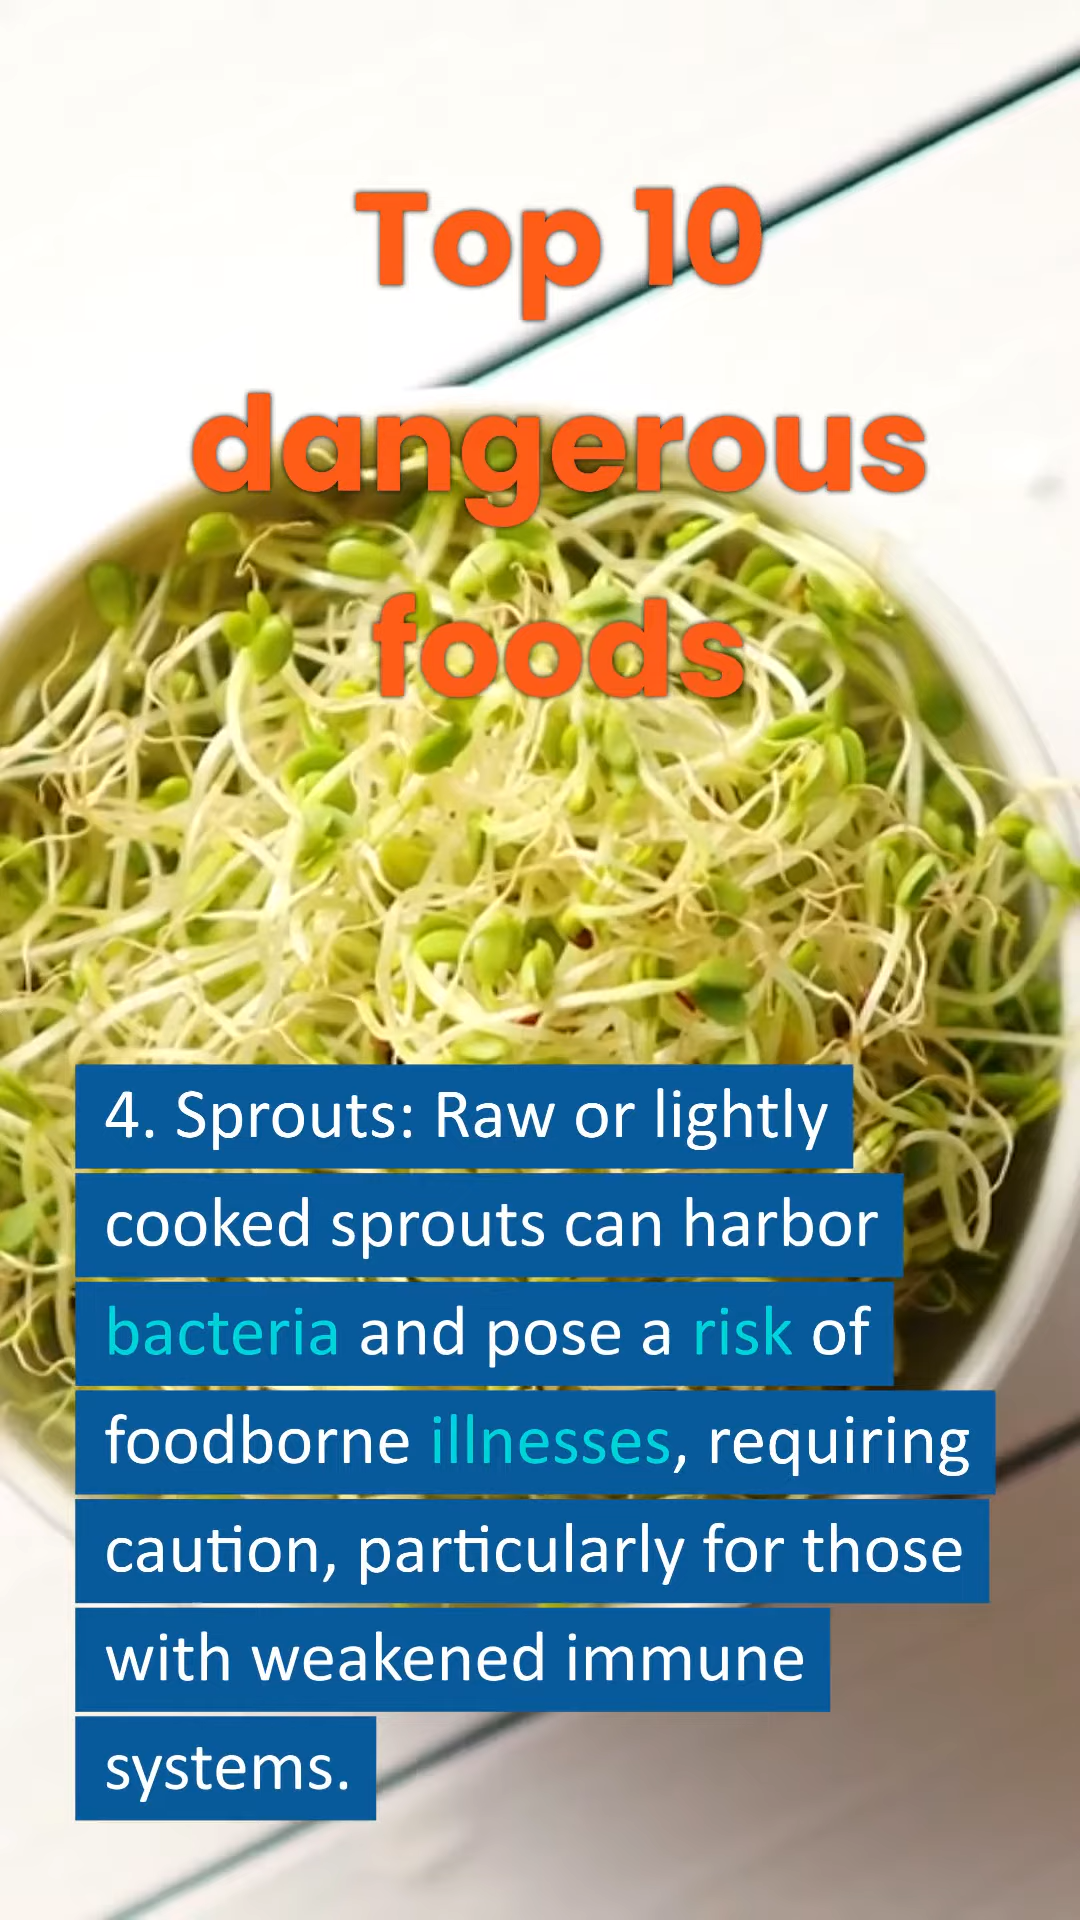 Top 10
dangerous
foods
4. Sprouts: Raw or lightly
cooked sprouts can harbor
bacteria and pose a risk of
foodborne illnesses, requiring
caution, particularly for those
with weakened immune
systems.